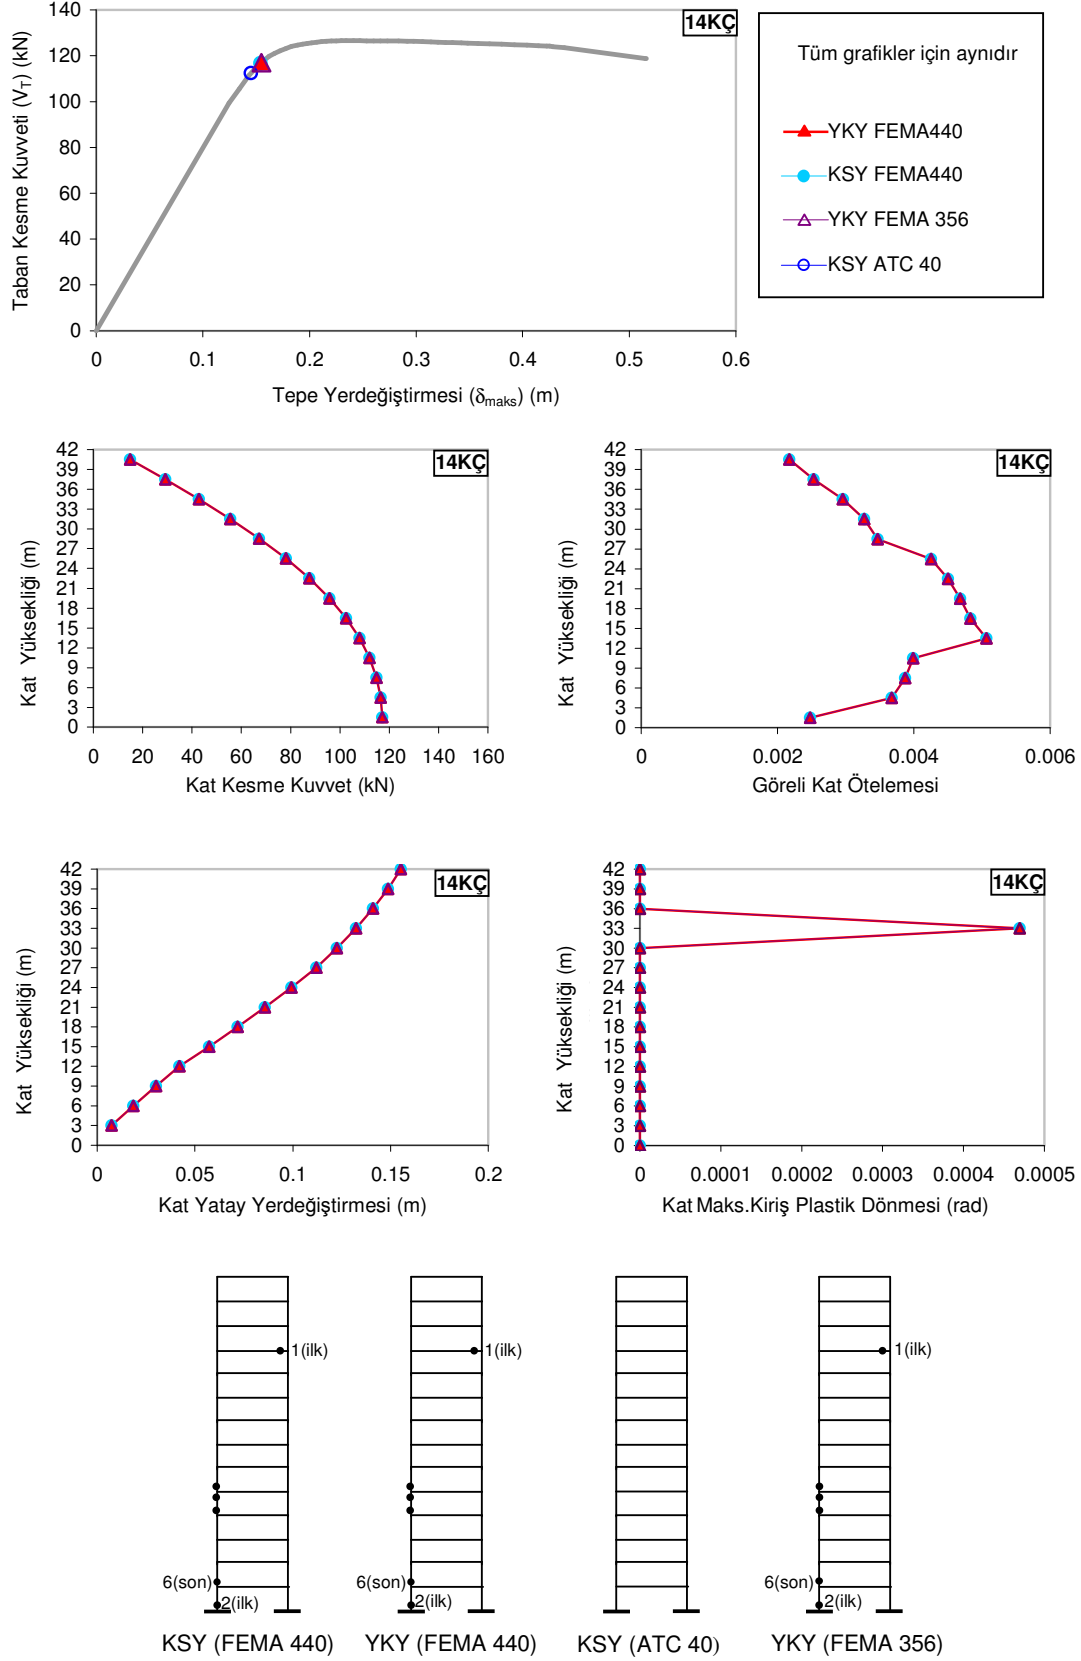 140
120
100
80
60
40
20
0
Taban Kesme Kuvveti (V_T) (kN)
14KÇ
0 0.1 0.2 0.3 0.4 0.5 0.6
Tepe Yerdeğiştirmesi (δ_maks) (m)
Tüm grafikler için aynıdır
YKY FEMA440
KSY FEMA440
YKY FEMA 356
KSY ATC 40
42
39
36
33
30
27
24
21
18
15
12
9
6
3
0
Kat Yüksekliği (m)
14KÇ
0 20 40 60 80 100 120 140 160
Kat Kesme Kuvvet (kN)
42
39
36
33
30
27
24
21
18
15
12
9
6
3
0
Kat Yüksekliği (m)
14KÇ
0 0.002 0.004 0.006
Göreli Kat Ötelemesi
42
39
36
33
30
27
24
21
18
15
12
9
6
3
0
Kat Yüksekliği (m)
14KÇ
0 0.05 0.1 0.15 0.2
Kat Yatay Yerdeğiştirmesi (m)
42
39
36
33
30
27
24
21
18
15
12
9
6
3
0
Kat Yüksekliği (m)
14KÇ
0 0.0001 0.0002 0.0003 0.0004 0.0005
Kat Maks.Kiriş Plastik Dönmesi (rad)
1(ilk)
6(son)
2(ilk)
KSY (FEMA 440)
1(ilk)
6(son)
2(ilk)
YKY (FEMA 440)
KSY (ATC 40)
1(ilk)
6(son)
2(ilk)
YKY (FEMA 356)